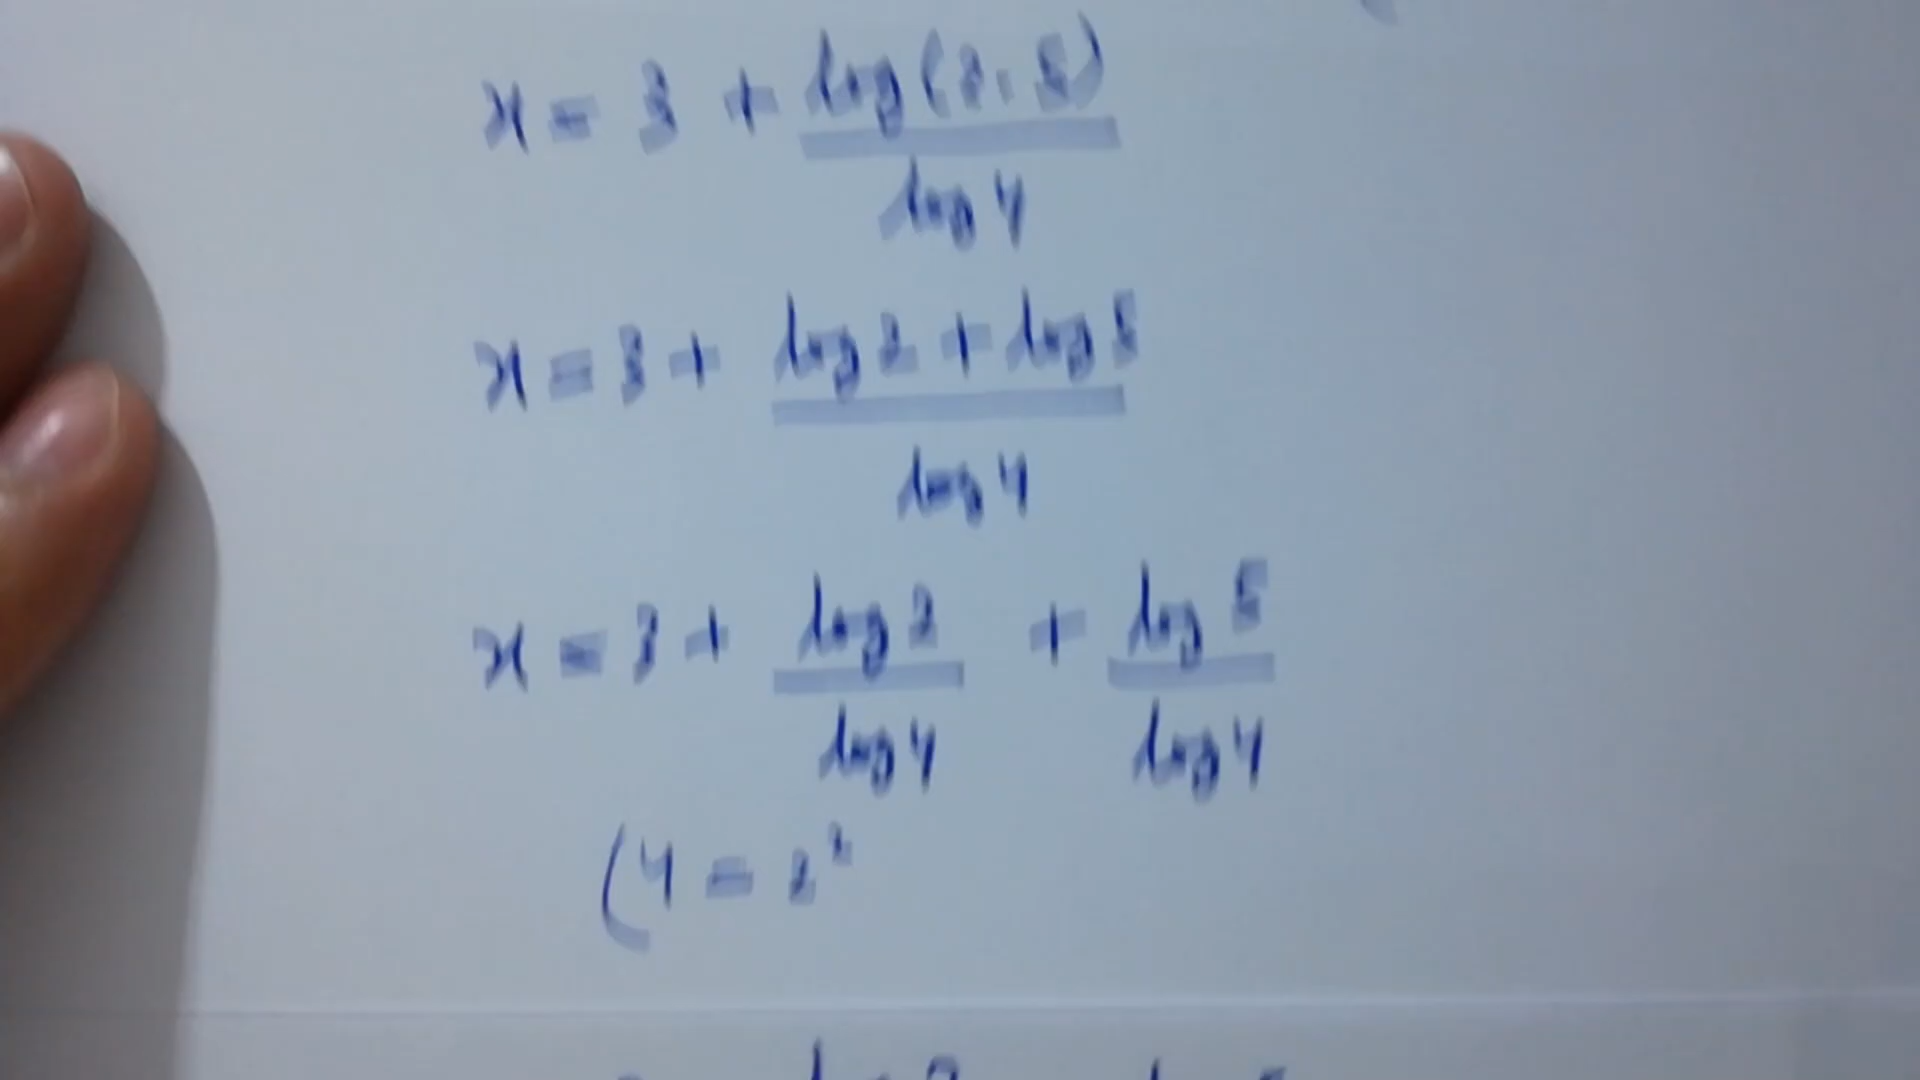 x = 3 + log(2.5)
log 4
x = 3 + log 2 + log 5
log 4
x = 3 + log 2 + log 5
log 4 log 4
(4 = 2²